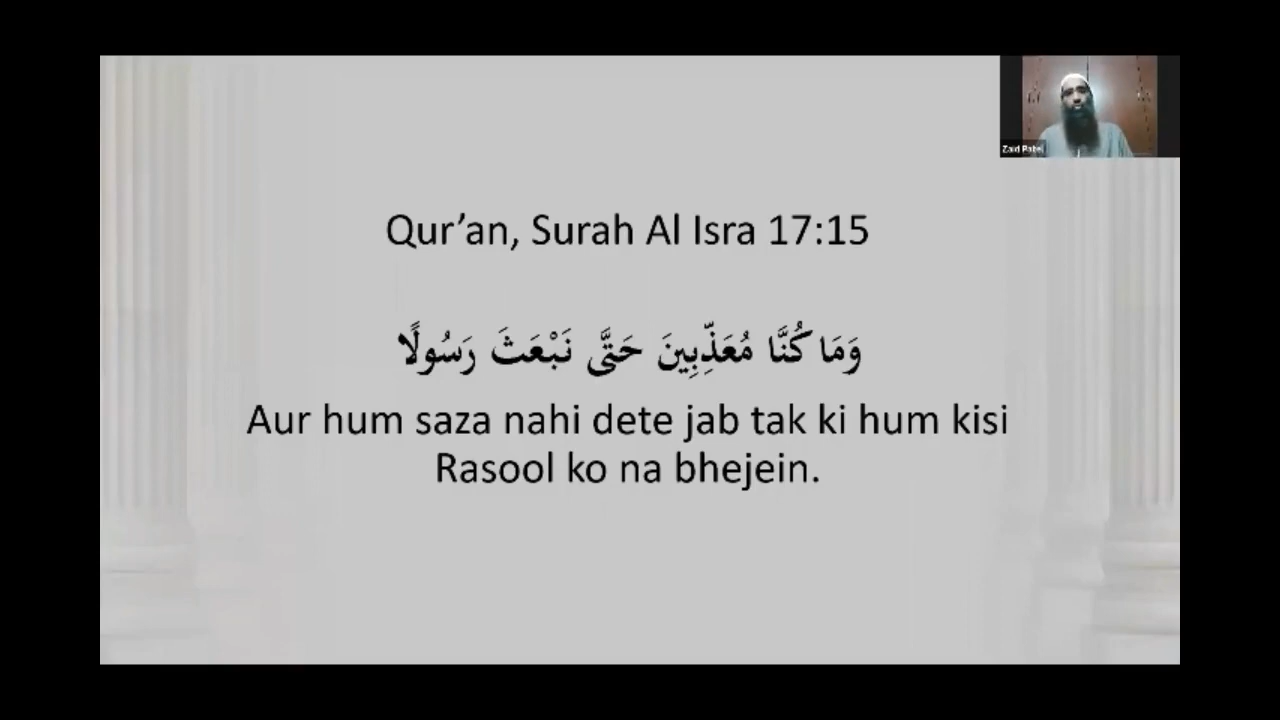 Zaid Patel
Qur’an, Surah Al Isra 17:15
وَمَا كُنَّا مُعَذِّبِينَ حَتَّى نَبْعَثَ رَسُولًا
Aur hum saza nahi dete jab tak ki hum kisi
Rasool ko na bhejein.